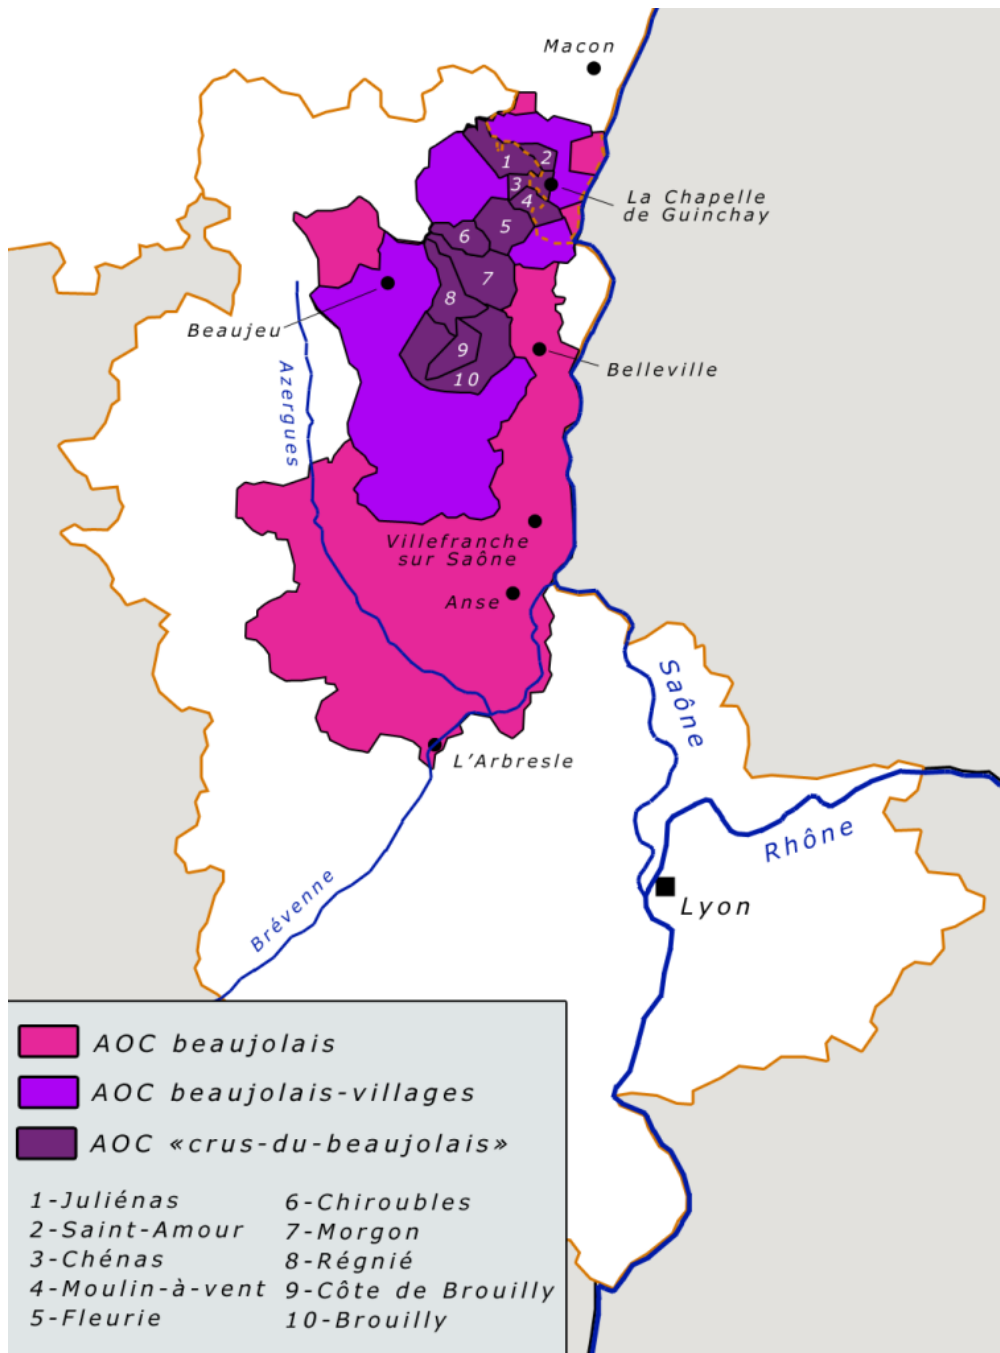 Macon
1
2
3
La Chapelle
de Guinchay
4
5
6
7
8
Beaujeu
9
10
Belleville
Azergues
Villefranche
sur Saône
Anse
Saône
L'Arbresle
Rhône
Brévenne
Lyon
AOC beaujolais
AOC beaujolais-villages
AOC «crus-du-beaujolais»
1-Juliénas
2-Saint-Amour
3-Chénas
4-Moulin-à-vent
5-Fleurie
6-Chiroubles
7-Morgon
8-Régnié
9-Côte de Brouilly
10-Brouilly